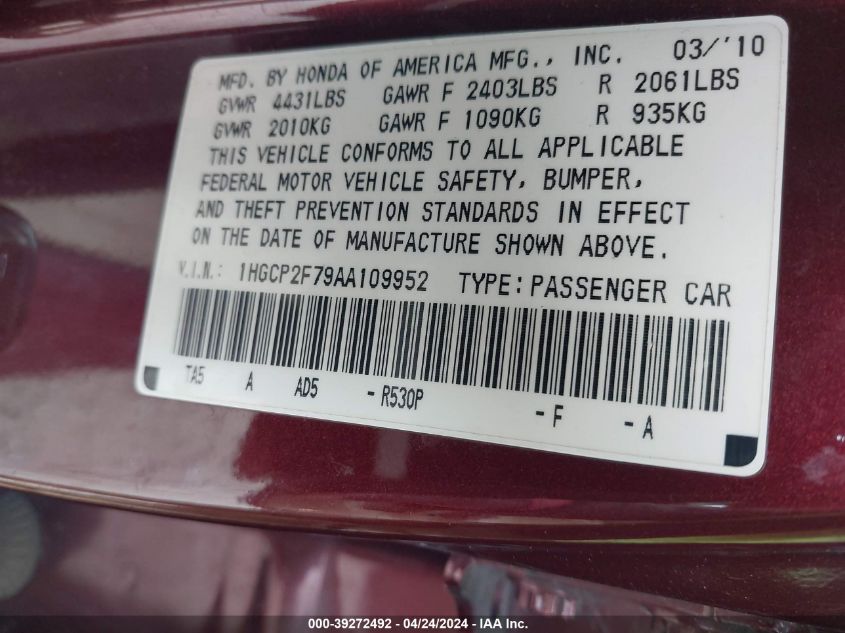 MFD. BY HONDA OF AMERICA MFG., INC. 03/'10
GVWR 4431LBS GAWR F 2403LBS R 2061LBS
GVWR 2010KG GAWR F 1090KG R 935KG
THIS VEHICLE CONFORMS TO ALL APPLICABLE
FEDERAL MOTOR VEHICLE SAFETY, BUMPER,
AND THEFT PREVENTION STANDARDS IN EFFECT
ON THE DATE OF MANUFACTURE SHOWN ABOVE.
V.I.N.: 1HGCP2F79AA109952 TYPE:PASSENGER CAR
TA5 A AD5 -R530P -F -A
000-39272492 - 04/24/2024 - IAA Inc.